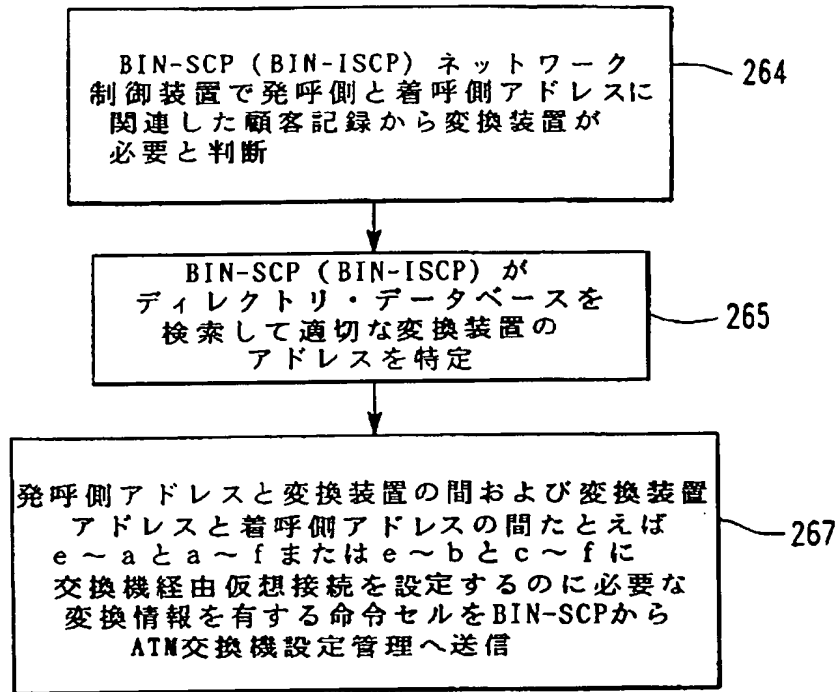 BIN-SCP (BIN-ISCP) ネットワーク
制御装置で発呼側と着呼側アドレスに
関連した顧客記録から変換装置が
必要と判断
264
BIN-SCP (BIN-ISCP) が
ディレクトリ・データベースを
検索して適切な変換装置の
アドレスを特定
265
発呼側アドレスと変換装置の間および変換装置
アドレスと着呼側アドレスの間たとえば
e～aとa～fまたはe～bとc～fに
交換機経由仮想接続を設定するのに必要な
変換情報を有する命令セルをBIN-SCPから
ATM交換機設定管理へ送信
267